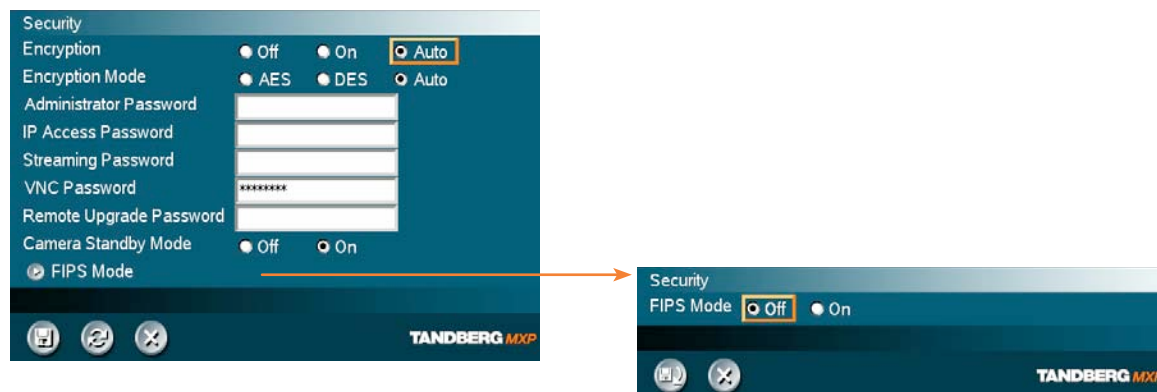 Security
Encryption Off On Auto
Encryption Mode AES DES Auto
Administrator Password
IP Access Password
Streaming Password
VNC Password ********
Remote Upgrade Password
Camera Standby Mode Off On
FIPS Mode
TANDBERG MXP
Security
FIPS Mode Off On
TANDBERG MXP